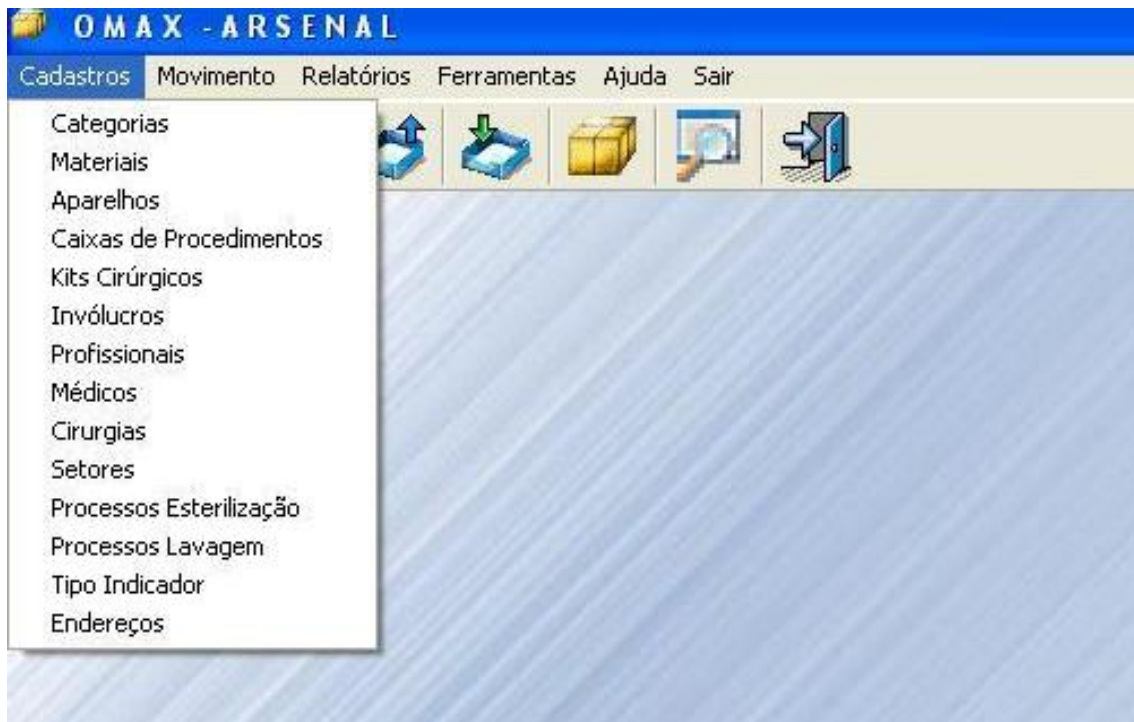 OMAX - ARSENAL
Cadastros Movimento Relatórios Ferramentas Ajuda Sair
Categorias
Materiais
Aparelhos
Caixas de Procedimentos
Kits Cirúrgicos
Invólucros
Profissionais
Médicos
Cirurgias
Setores
Processos Esterilização
Processos Lavagem
Tipo Indicador
Endereços